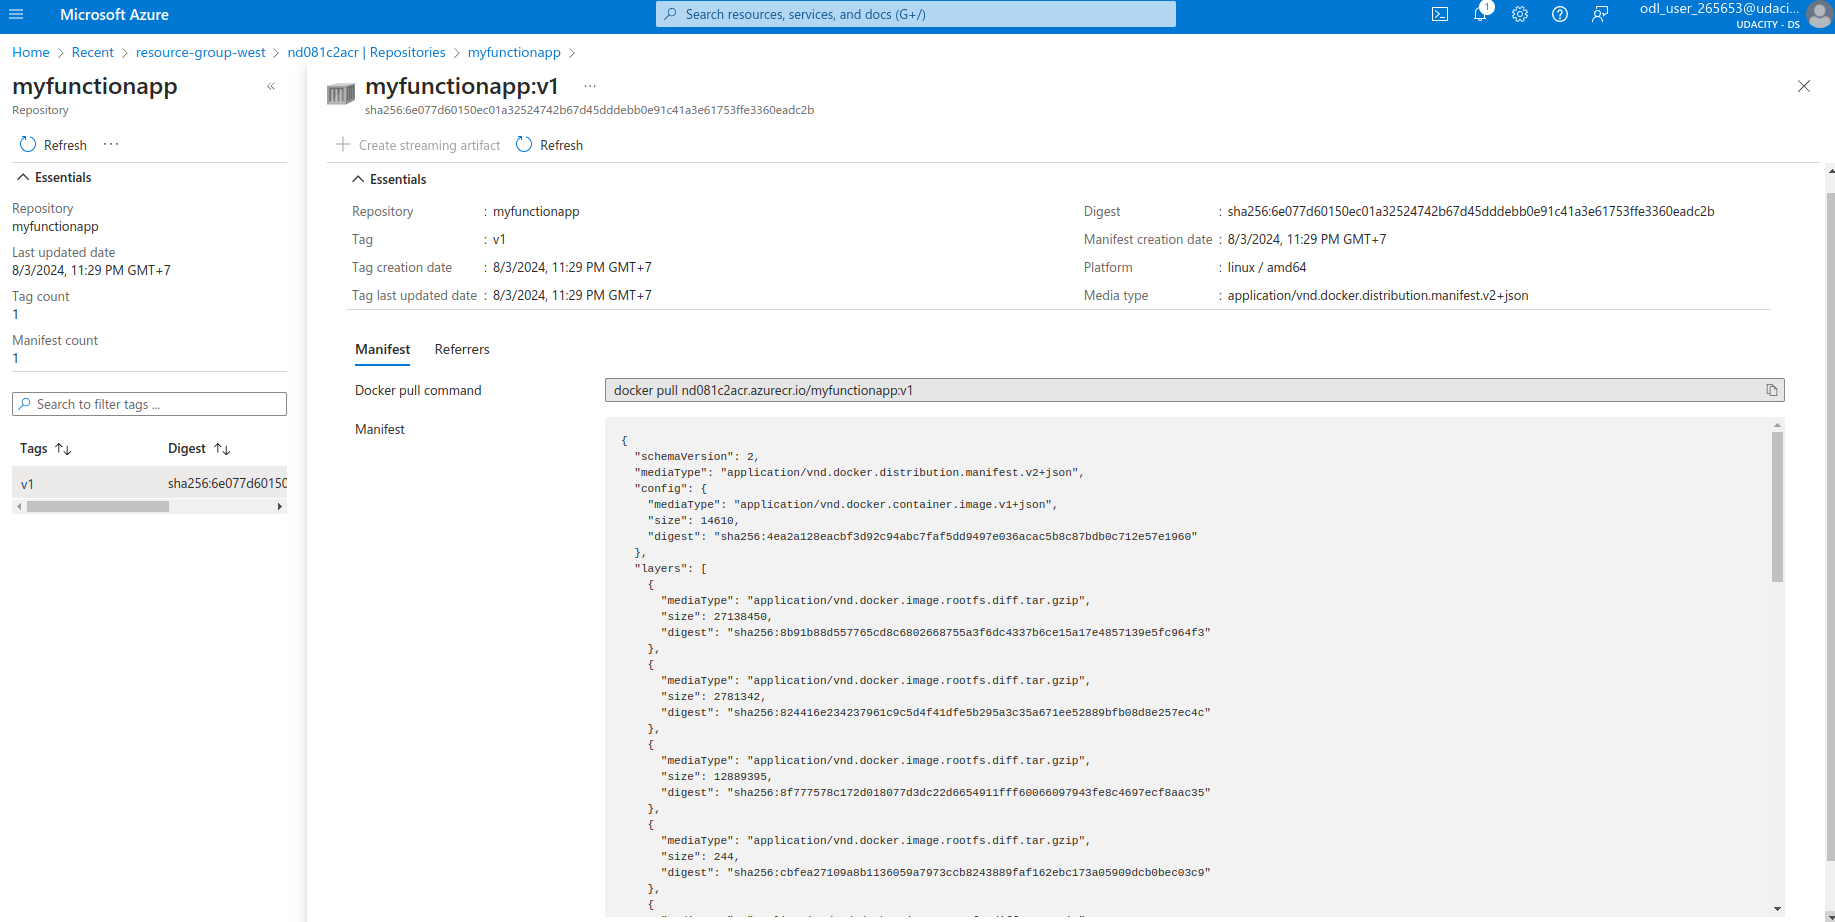 Microsoft Azure
Search resources, services, and docs (G+/)
1
odl_user_265653@udaci...
UDACITY - DS
Home > Recent > resource-group-west > nd081c2acr | Repositories > myfunctionapp >
myfunctionapp
Repository
Refresh
Essentials
Repository
myfunctionapp
Last updated date
8/3/2024, 11:29 PM GMT+7
Tag count
1
Manifest count
1
Search to filter tags ...
Tags Digest
v1 sha256:6e077d60150
myfunctionapp:v1
sha256:6e077d60150ec01a32524742b67d45dddebb0e91c41a3e61753ffe3360eadc2b
Create streaming artifact Refresh
Essentials
Repository : myfunctionapp
Tag : v1
Tag creation date : 8/3/2024, 11:29 PM GMT+7
Tag last updated date : 8/3/2024, 11:29 PM GMT+7
Digest : sha256:6e077d60150ec01a32524742b67d45dddebb0e91c41a3e61753ffe3360eadc2b
Manifest creation date : 8/3/2024, 11:29 PM GMT+7
Platform : linux / amd64
Media type : application/vnd.docker.distribution.manifest.v2+json
Manifest Referrers
Docker pull command docker pull nd081c2acr.azurecr.io/myfunctionapp:v1
Manifest
{
"schemaVersion": 2,
"mediaType": "application/vnd.docker.distribution.manifest.v2+json",
"config": {
"mediaType": "application/vnd.docker.container.image.v1+json",
"size": 14610,
"digest": "sha256:4ea2a128eacbf3d92c94abc7faf5dd9497e036acac5b8c87bdb0c712e57e1960"
},
"layers": [
{
"mediaType": "application/vnd.docker.image.rootfs.diff.tar.gzip",
"size": 27138450,
"digest": "sha256:8b91b88d557765cd8c6802668755a3f6dc4337b6ce15a17e4857139e5fc964f3"
},
{
"mediaType": "application/vnd.docker.image.rootfs.diff.tar.gzip",
"size": 2781342,
"digest": "sha256:824416e234237961c9c5d4f41dfe5b295a3c35a671ee52889bfb08d8e257ec4c"
},
{
"mediaType": "application/vnd.docker.image.rootfs.diff.tar.gzip",
"size": 12889395,
"digest": "sha256:8f777578c172d018077d3dc22d6654911fff60066097943fe8c4697ecf8aac35"
},
{
"mediaType": "application/vnd.docker.image.rootfs.diff.tar.gzip",
"size": 244,
"digest": "sha256:cbfea27109a8b1136059a7973ccb8243889faf162ebc173a05909dcb0bec03c9"
},
{